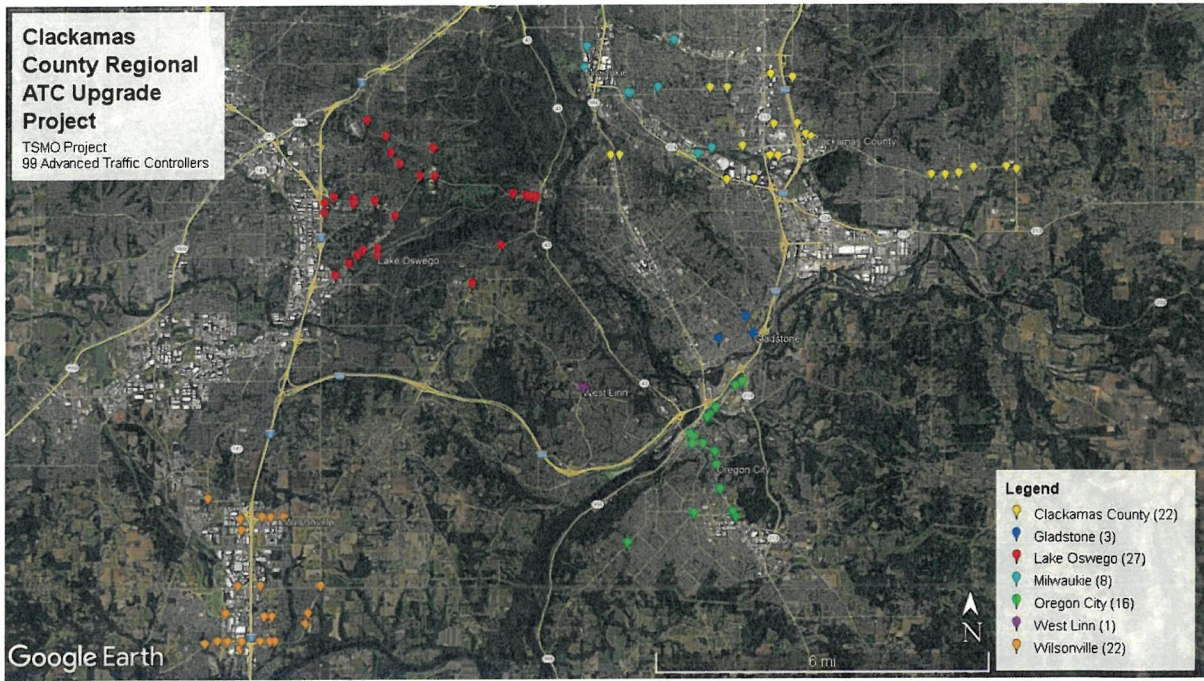 Clackamas
County Regional
ATC Upgrade
Project
TSMO Project
99 Advanced Traffic Controllers
Clackamas County
Lake Oswego
Gladstone
West Linn
Oregon City
Wilsonville
Legend
Clackamas County (22)
Gladstone (3)
Lake Oswego (27)
Milwaukie (8)
Oregon City (16)
West Linn (1)
Wilsonville (22)
N
6 mi
Google Earth